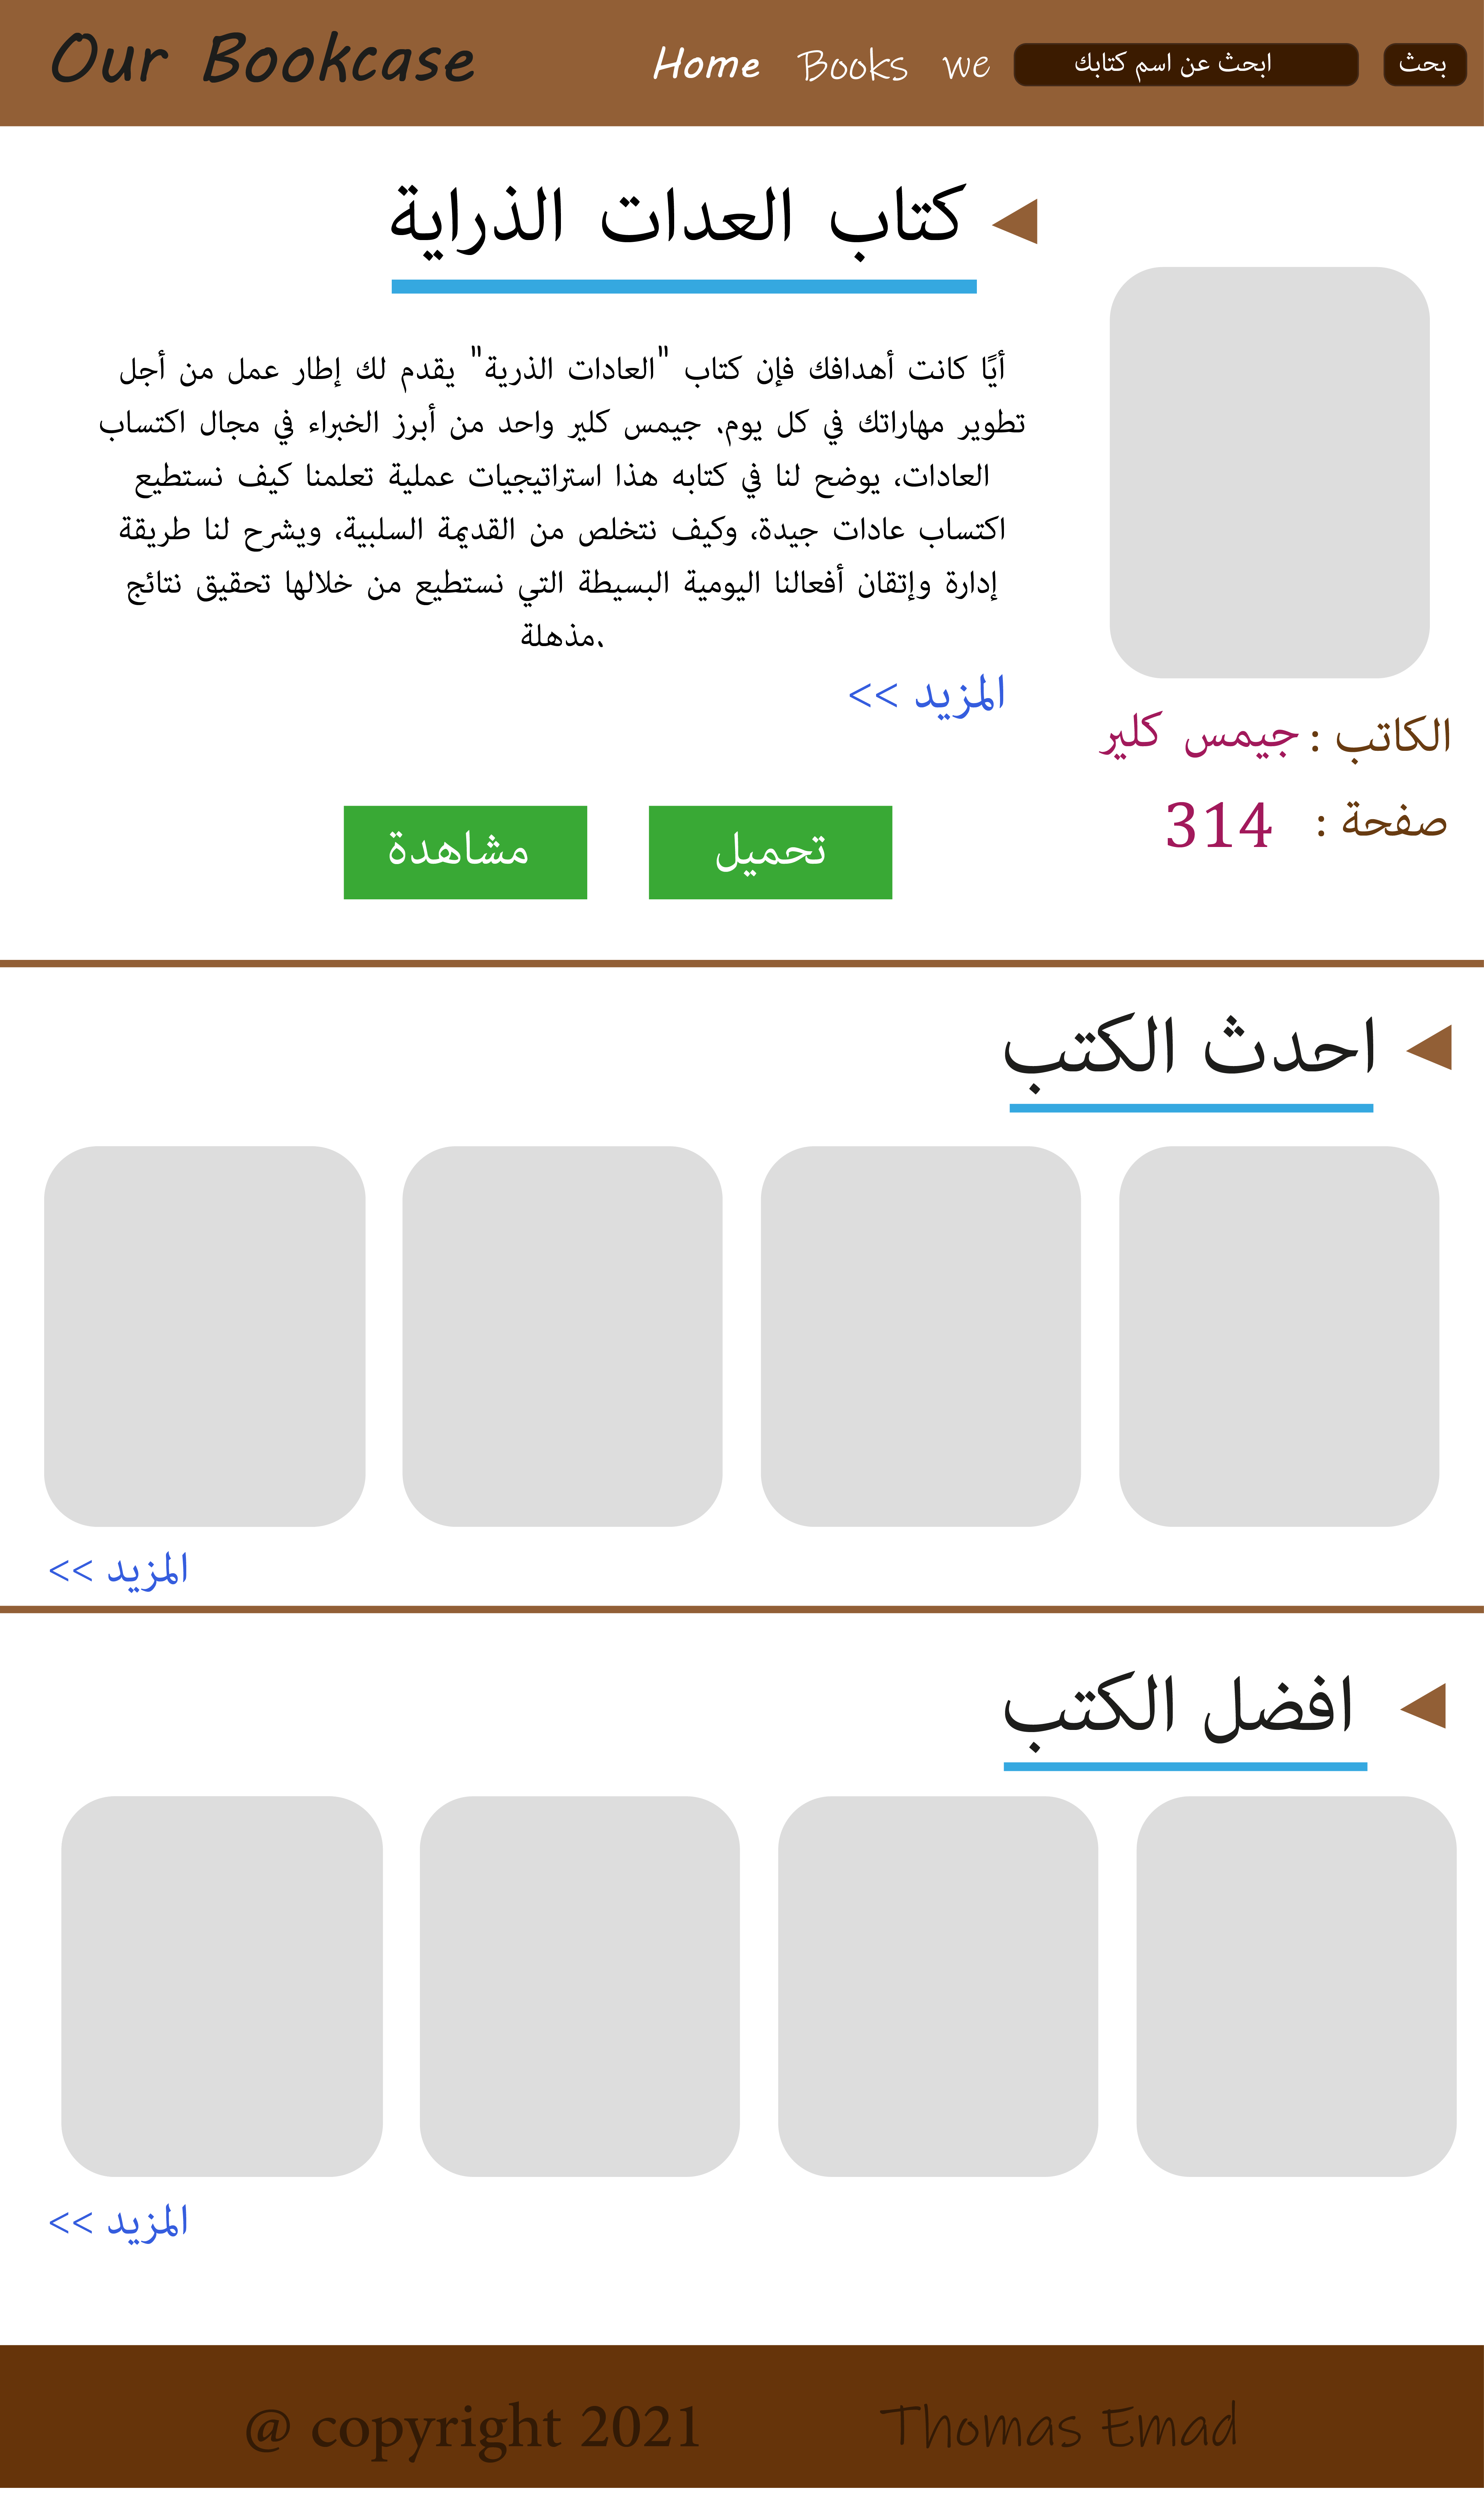 Our Bookcase Home Books we ابحث عن اسم كتابك بحث
كتاب العدات الذراية
أيًا كانت أهدافك فإن كتاب "العادات الذرية" يقدم لك إطار عمل من أجل
تطوير مهاراتك في كل يوم. جيمس كلير واحد من أبرز الخبراء في مجال اكتساب
العادات، يوضح لنا في كتابه هذا استراتيجيات عملية تعلمنا كيف نستطيع
اكتساب عادات جيدة، وكيف نتخلص من القديمة السلبية، ويشرح لنا طريقة
إدارة وإتقان أفعالنا اليومية البسيطة التي نستطيع من خلالها تحقيق نتائج
.مذهلة
المزيد >>
الكاتب : جيمس كلير
صفحة : 314
تحميل
مشاهدة
احدث الكتب
المزيد >>
افضل الكتب
المزيد >>
@ copyright 2021 Thomas Emad